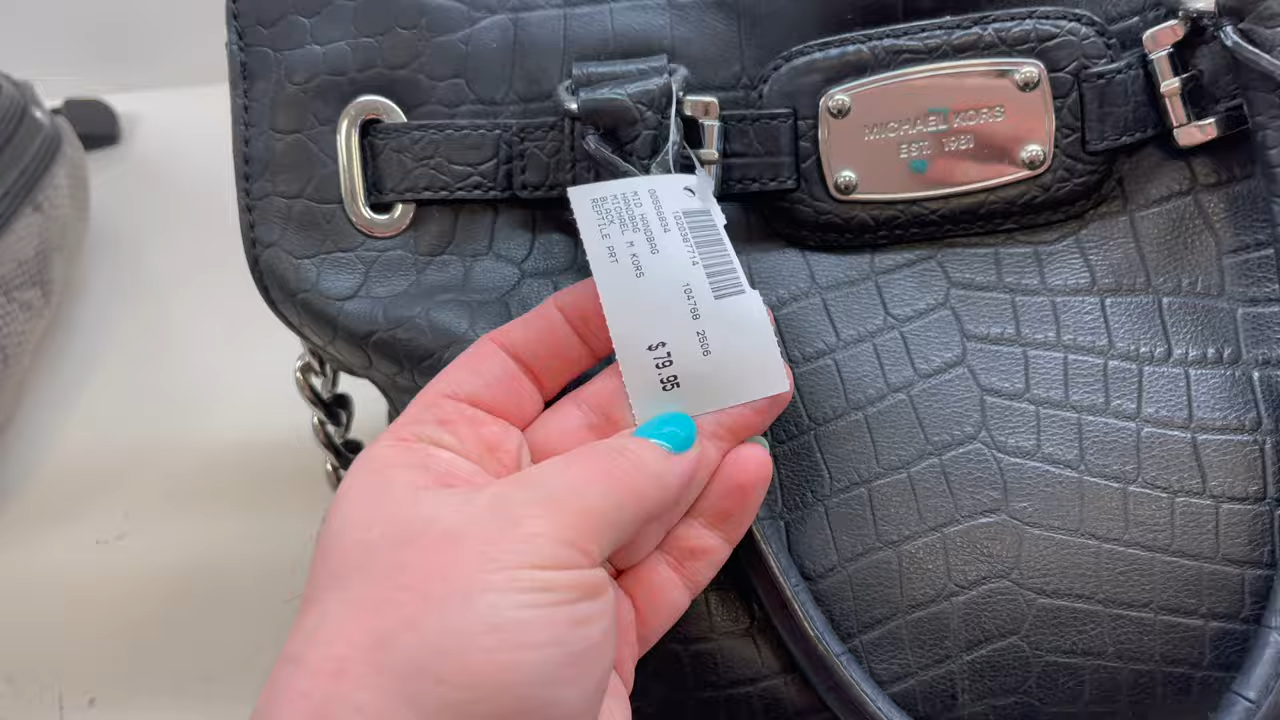 MICHAEL KORS
EST. 1981
00556834
1020387714
MID HANDBAG
HANDBAG
MICHAEL M KORS
BLACK
REPTILE PRT
104768 2506
$79.95